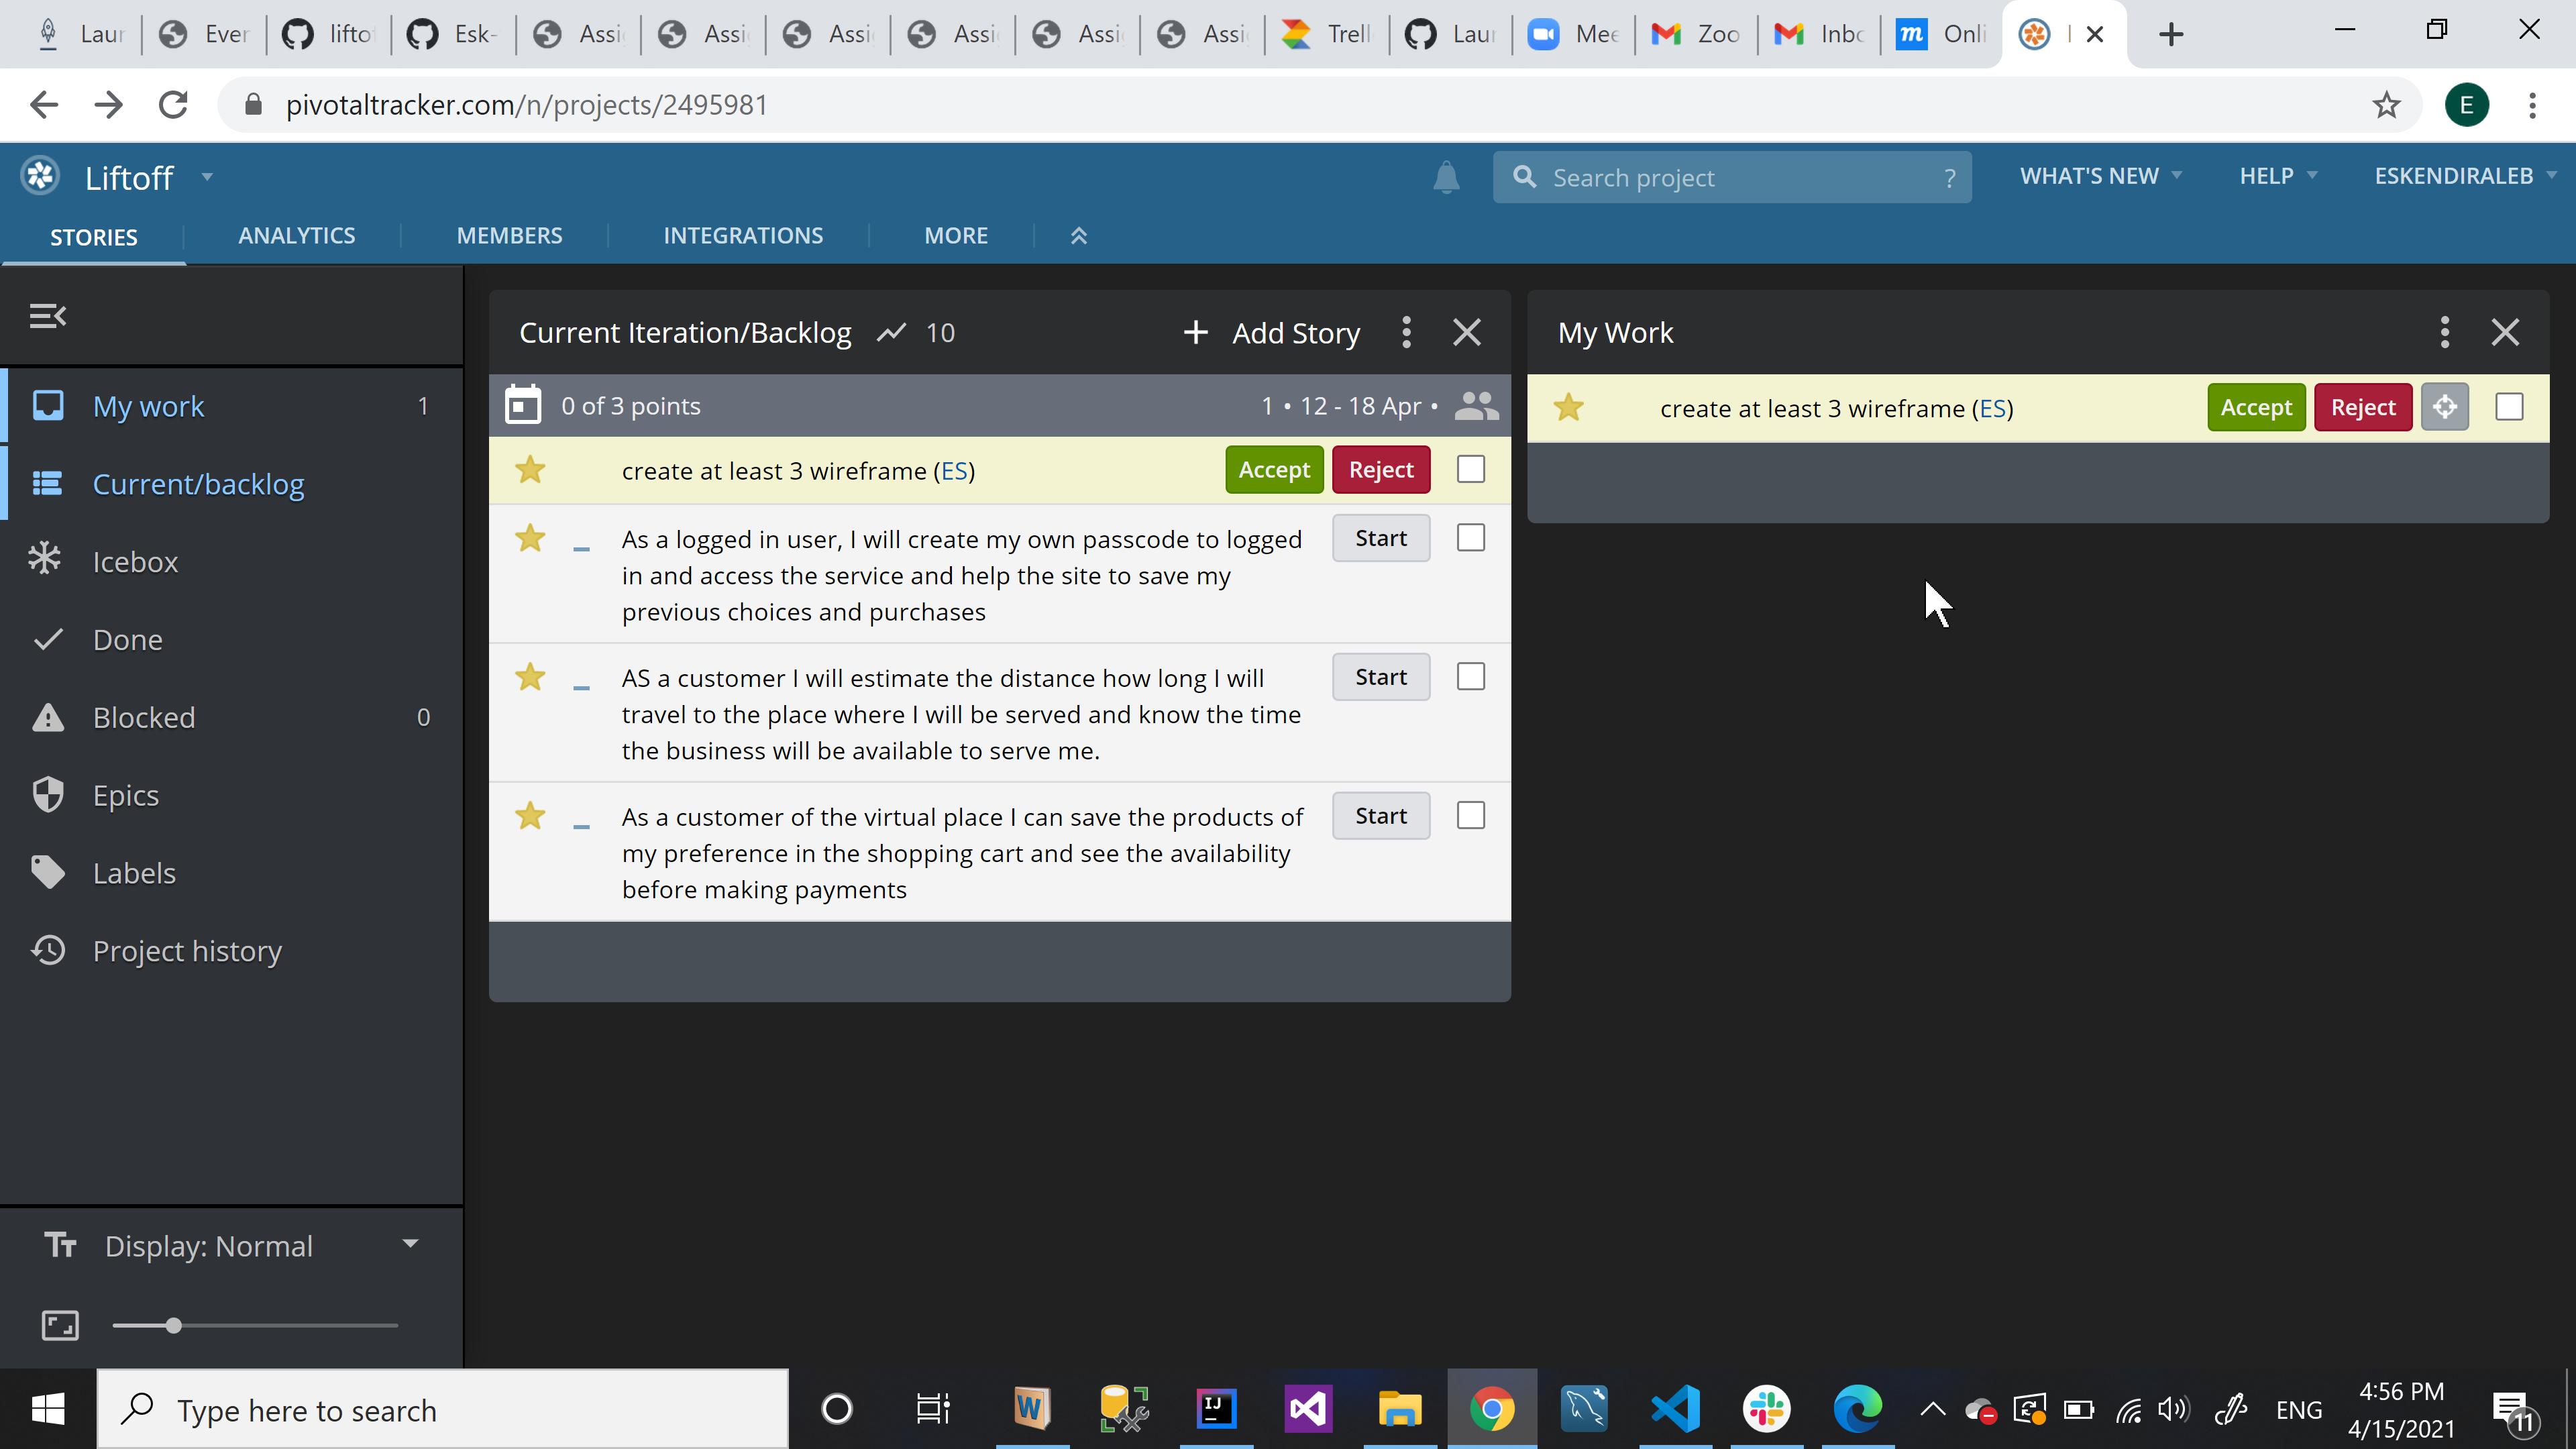 Laun
Ever
lifto
Esk-
Assi
Assi
Assi
Assi
Assi
Assi
Trell
Laun
Mee
Zoo
Inbo
m Onli
pivotaltracker.com/n/projects/2495981
E
Liftoff
Search project ?
WHAT'S NEW
HELP
ESKENDIRALEB
STORIES
ANALYTICS
MEMBERS
INTEGRATIONS
MORE
My work 1
Current/backlog
Icebox
Done
Blocked 0
Epics
Labels
Project history
Display: Normal
Current Iteration/Backlog 10 + Add Story
0 of 3 points 1 • 12 - 18 Apr •
create at least 3 wireframe (ES) Accept Reject
As a logged in user, I will create my own passcode to logged Start
in and access the service and help the site to save my
previous choices and purchases
AS a customer I will estimate the distance how long I will Start
travel to the place where I will be served and know the time
the business will be available to serve me.
As a customer of the virtual place I can save the products of Start
my preference in the shopping cart and see the availability
before making payments
My Work
create at least 3 wireframe (ES) Accept Reject
Type here to search
W
IJ
ENG
4:56 PM
4/15/2021
11